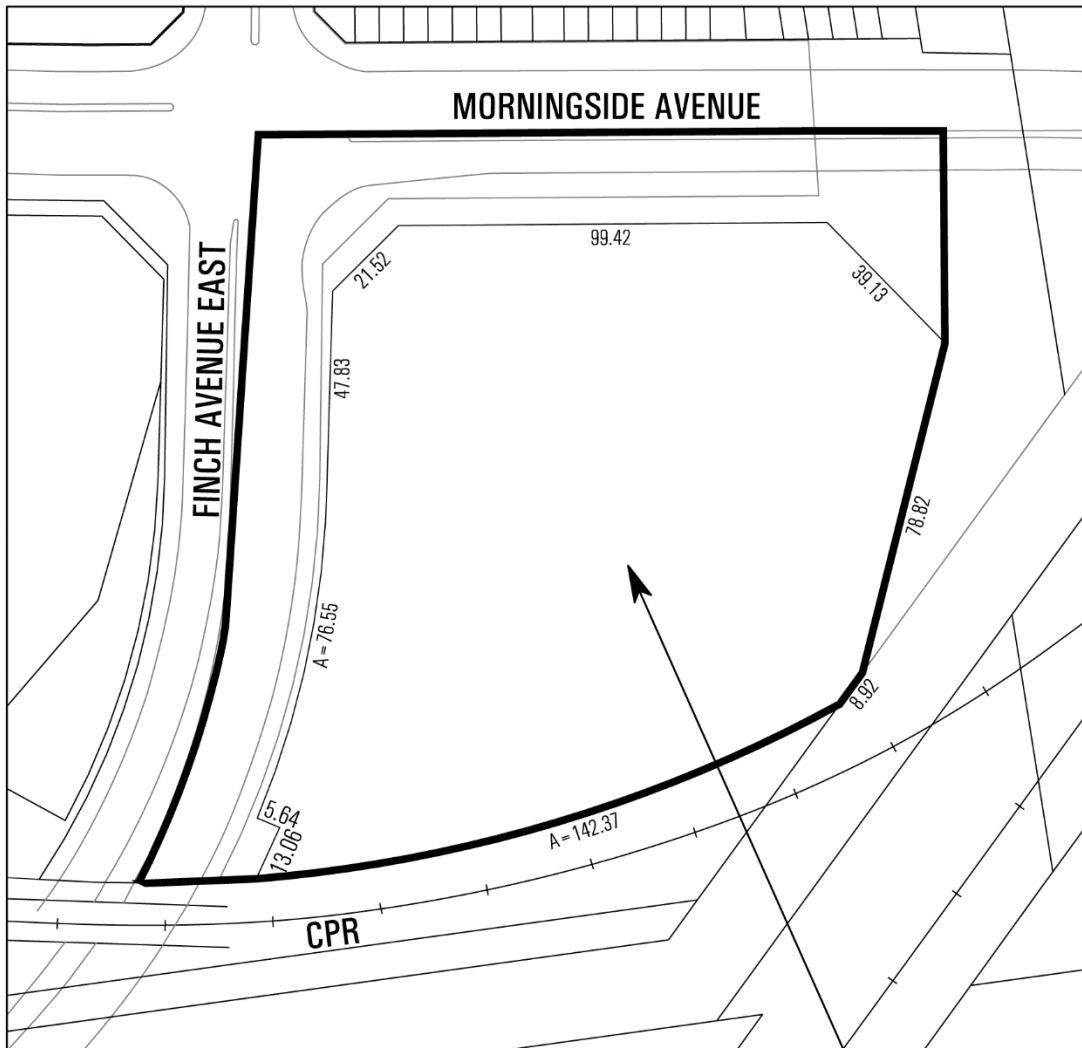 MORNINGSIDE AVENUE
99.42
21.52
39.13
FINCH AVENUE EAST
47.83
78.82
A = 76.55
8.92
5.64
13.06
A = 142.37
CPR